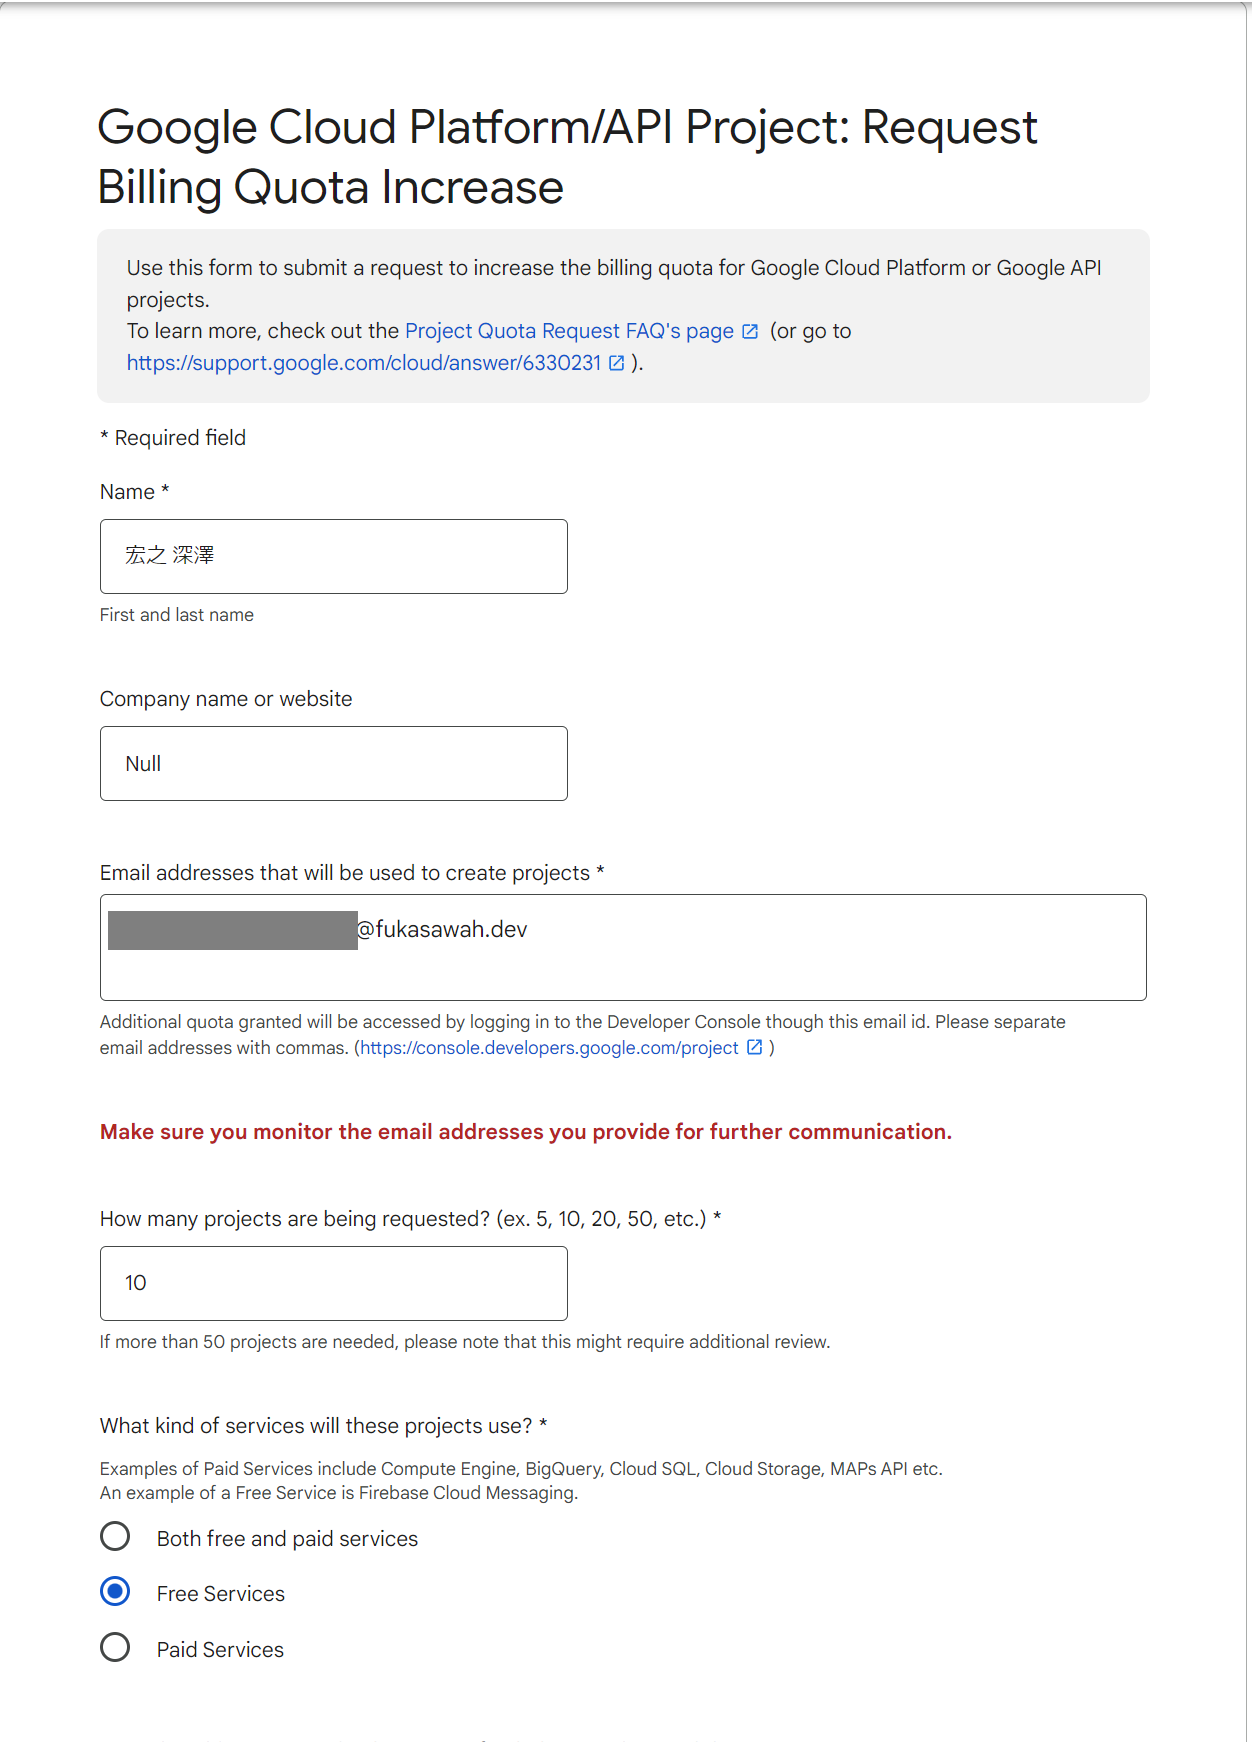 Google Cloud Platform/API Project: Request
Billing Quota Increase
Use this form to submit a request to increase the billing quota for Google Cloud Platform or Google API
projects.
To learn more, check out the Project Quota Request FAQ's page (or go to
https://support.google.com/cloud/answer/6330231 ).
* Required field
Name *
宏之 深澤
First and last name
Company name or website
Null
Email addresses that will be used to create projects *
@fukasawah.dev
Additional quota granted will be accessed by logging in to the Developer Console though this email id. Please separate
email addresses with commas. (https://console.developers.google.com/project )
Make sure you monitor the email addresses you provide for further communication.
How many projects are being requested? (ex. 5, 10, 20, 50, etc.) *
10
If more than 50 projects are needed, please note that this might require additional review.
What kind of services will these projects use? *
Examples of Paid Services include Compute Engine, BigQuery, Cloud SQL, Cloud Storage, MAPs API etc.
An example of a Free Service is Firebase Cloud Messaging.
Both free and paid services
Free Services
Paid Services